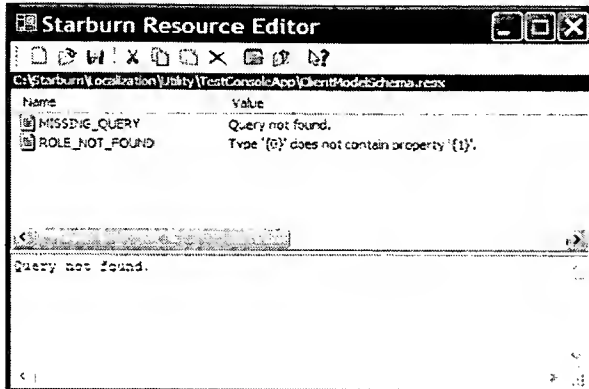 Starburn Resource Editor
C:\Starburn\Localization\Utility\TestConsoleApp\ClientModelSchema.resx
Name Value
MISSING_QUERY Query not found.
ROLE_NOT_FOUND Type '{0}' does not contain property '{1}'.
Query not found.